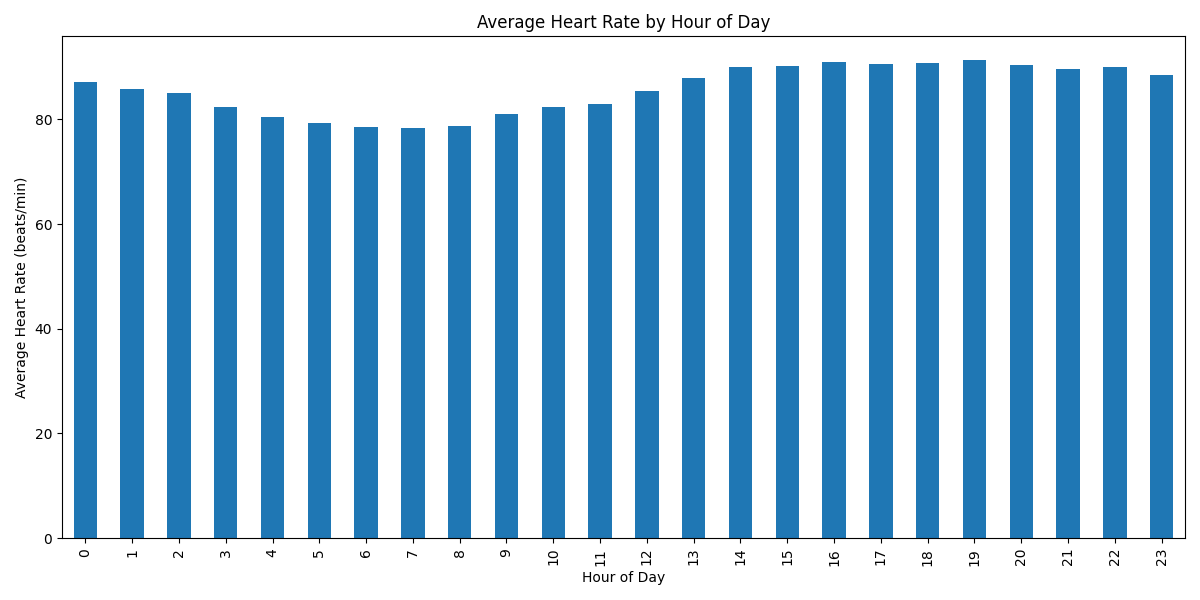 Average Heart Rate by Hour of Day
Average Heart Rate (beats/min)
80
60
40
20
0
0 1 2 3 4 5 6 7 8 9 10 11 12 13 14 15 16 17 18 19 20 21 22 23
Hour of Day